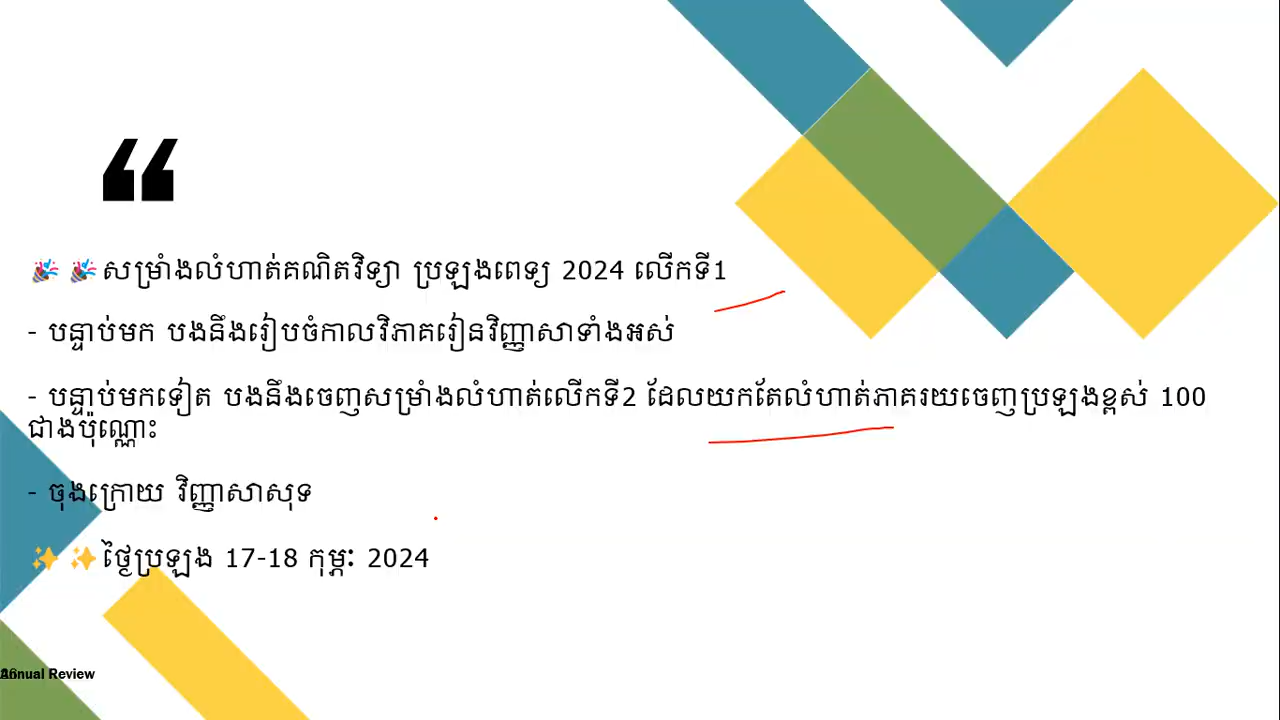 “
🎉 🎉សម្រាំងលំហាត់គណិតវិទ្យា ប្រឡងពេទ្យ 2024 លើកទី1
- បន្ទាប់មក បងនឹងរៀបចំកាលវិភាគរៀនវិញ្ញាសាទាំងអស់
- បន្ទាប់មកទៀត បងនឹងចេញសម្រាំងលំហាត់លើកទី2 ដែលយកតែលំហាត់ភាគរយចេញប្រឡងខ្ពស់ 100
ជាងប៉ុណ្ណោះ
- ចុងក្រោយ វិញ្ញាសាសុទ
✨ ✨ថ្ងៃប្រឡង 17-18 កុម្ភៈ 2024
Annual Review